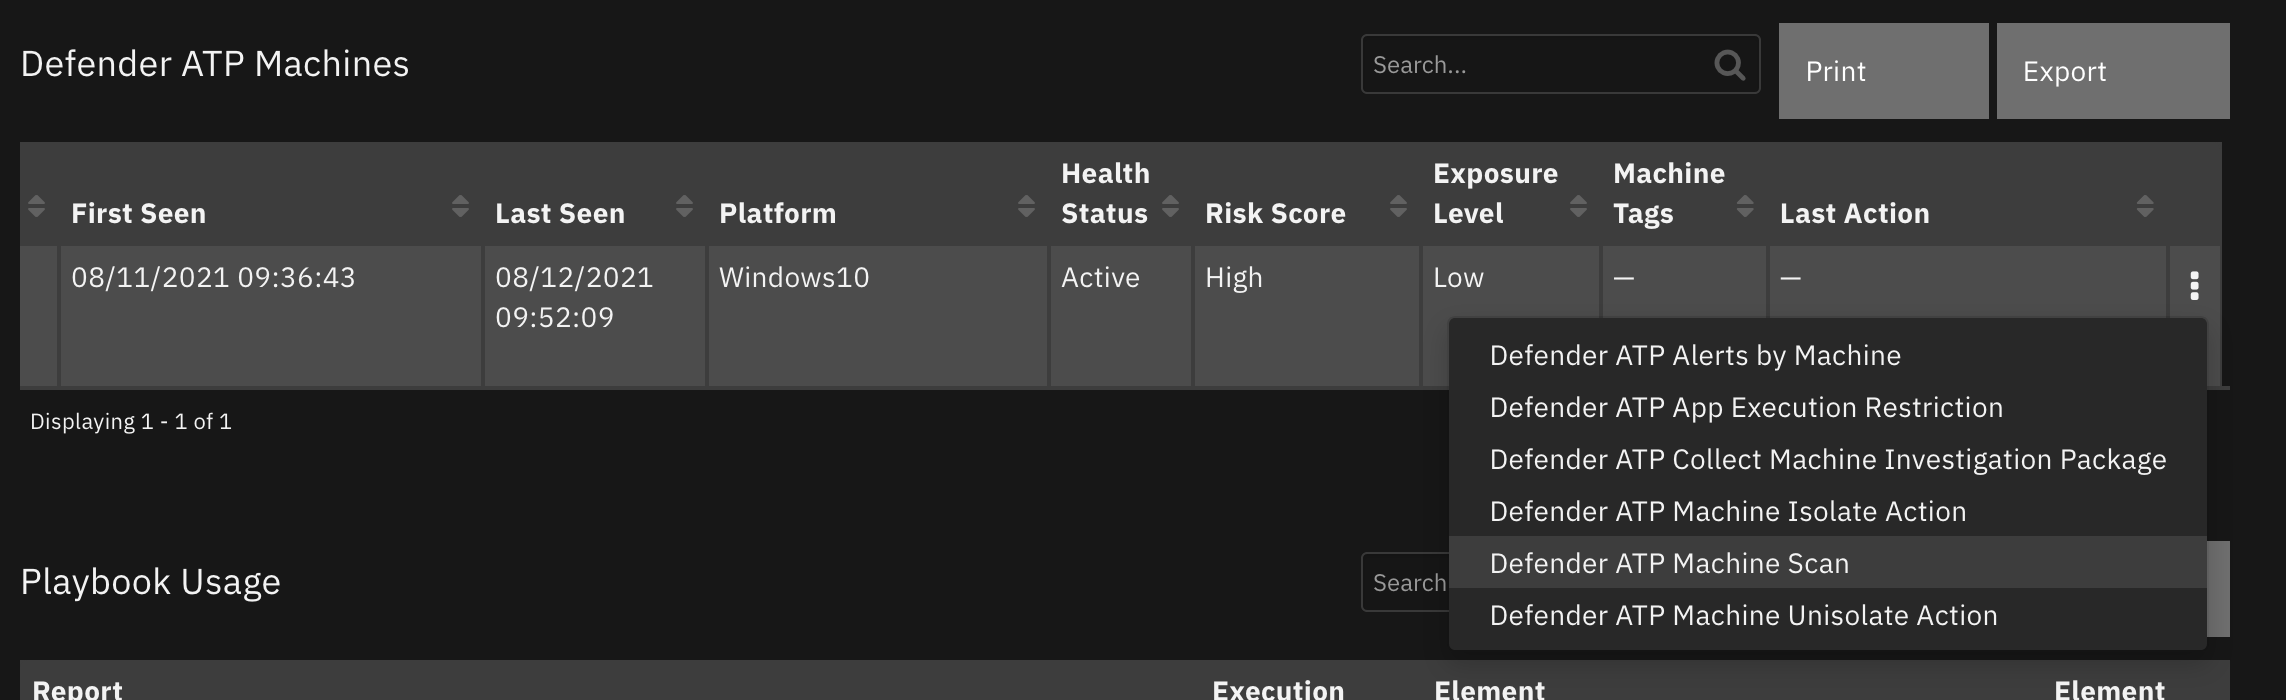 Defender ATP Machines
Search...
Print
Export
First Seen
Last Seen
Platform
Health
Status
Risk Score
Exposure
Level
Machine
Tags
Last Action
08/11/2021 09:36:43
08/12/2021
09:52:09
Windows10
Active
High
Low
—
—
Defender ATP Alerts by Machine
Defender ATP App Execution Restriction
Defender ATP Collect Machine Investigation Package
Defender ATP Machine Isolate Action
Defender ATP Machine Scan
Defender ATP Machine Unisolate Action
Displaying 1 - 1 of 1
Playbook Usage
Search
Report
Execution
Element
Element